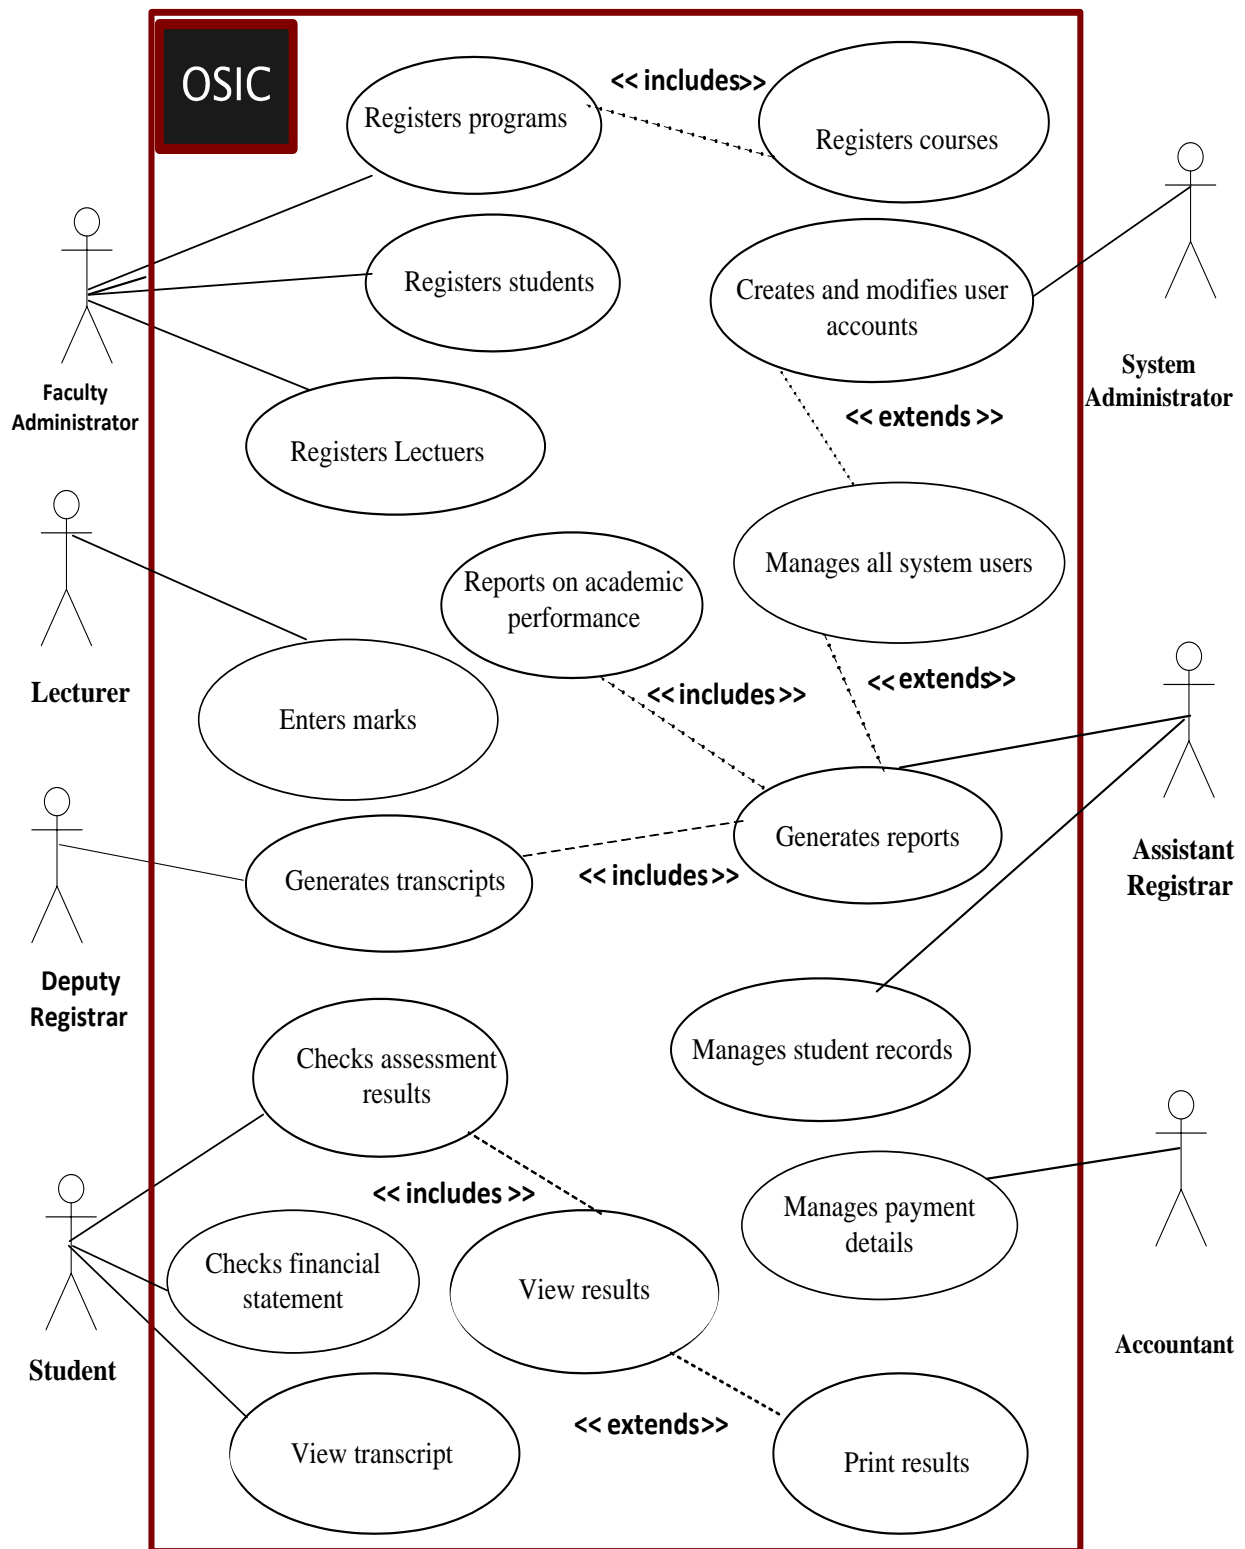 OSIC
Registers programs
<< includes>>
Registers courses
Registers students
Creates and modifies user
accounts
Faculty
Administrator
System
Administrator
Registers Lectuers
<< extends >>
Lecturer
Reports on academic
performance
Manages all system users
Enters marks
<< includes >>
<< extends>>
Generates transcripts
<< includes >>
Generates reports
Assistant
Registrar
Deputy
Registrar
Checks assessment
results
Manages student records
<< includes >>
Checks financial
statement
View results
Manages payment
details
Student
Accountant
View transcript
<< extends>>
Print results